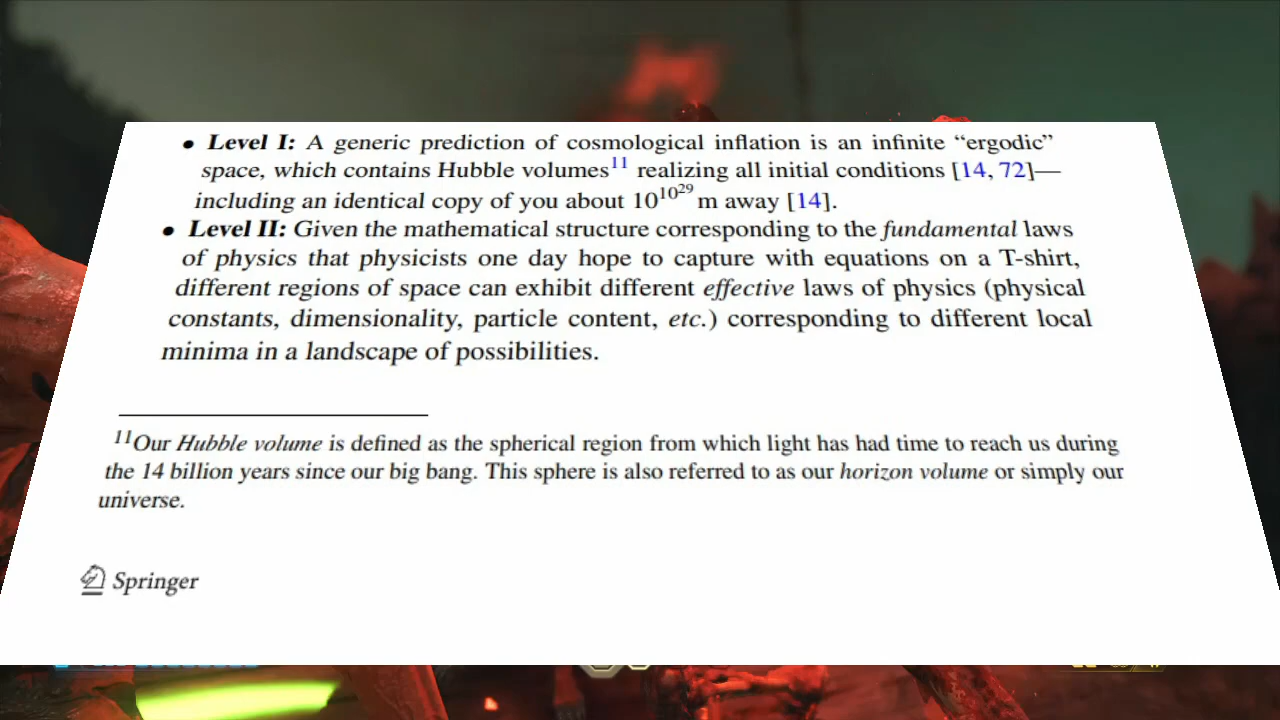 • Level I: A generic prediction of cosmological inflation is an infinite “ergodic”
space, which contains Hubble volumes¹¹ realizing all initial conditions [14, 72]—
including an identical copy of you about 10^10^29 m away [14].
• Level II: Given the mathematical structure corresponding to the fundamental laws
of physics that physicists one day hope to capture with equations on a T-shirt,
different regions of space can exhibit different effective laws of physics (physical
constants, dimensionality, particle content, etc.) corresponding to different local
minima in a landscape of possibilities.
¹¹Our Hubble volume is defined as the spherical region from which light has had time to reach us during
the 14 billion years since our big bang. This sphere is also referred to as our horizon volume or simply our
universe.
Springer